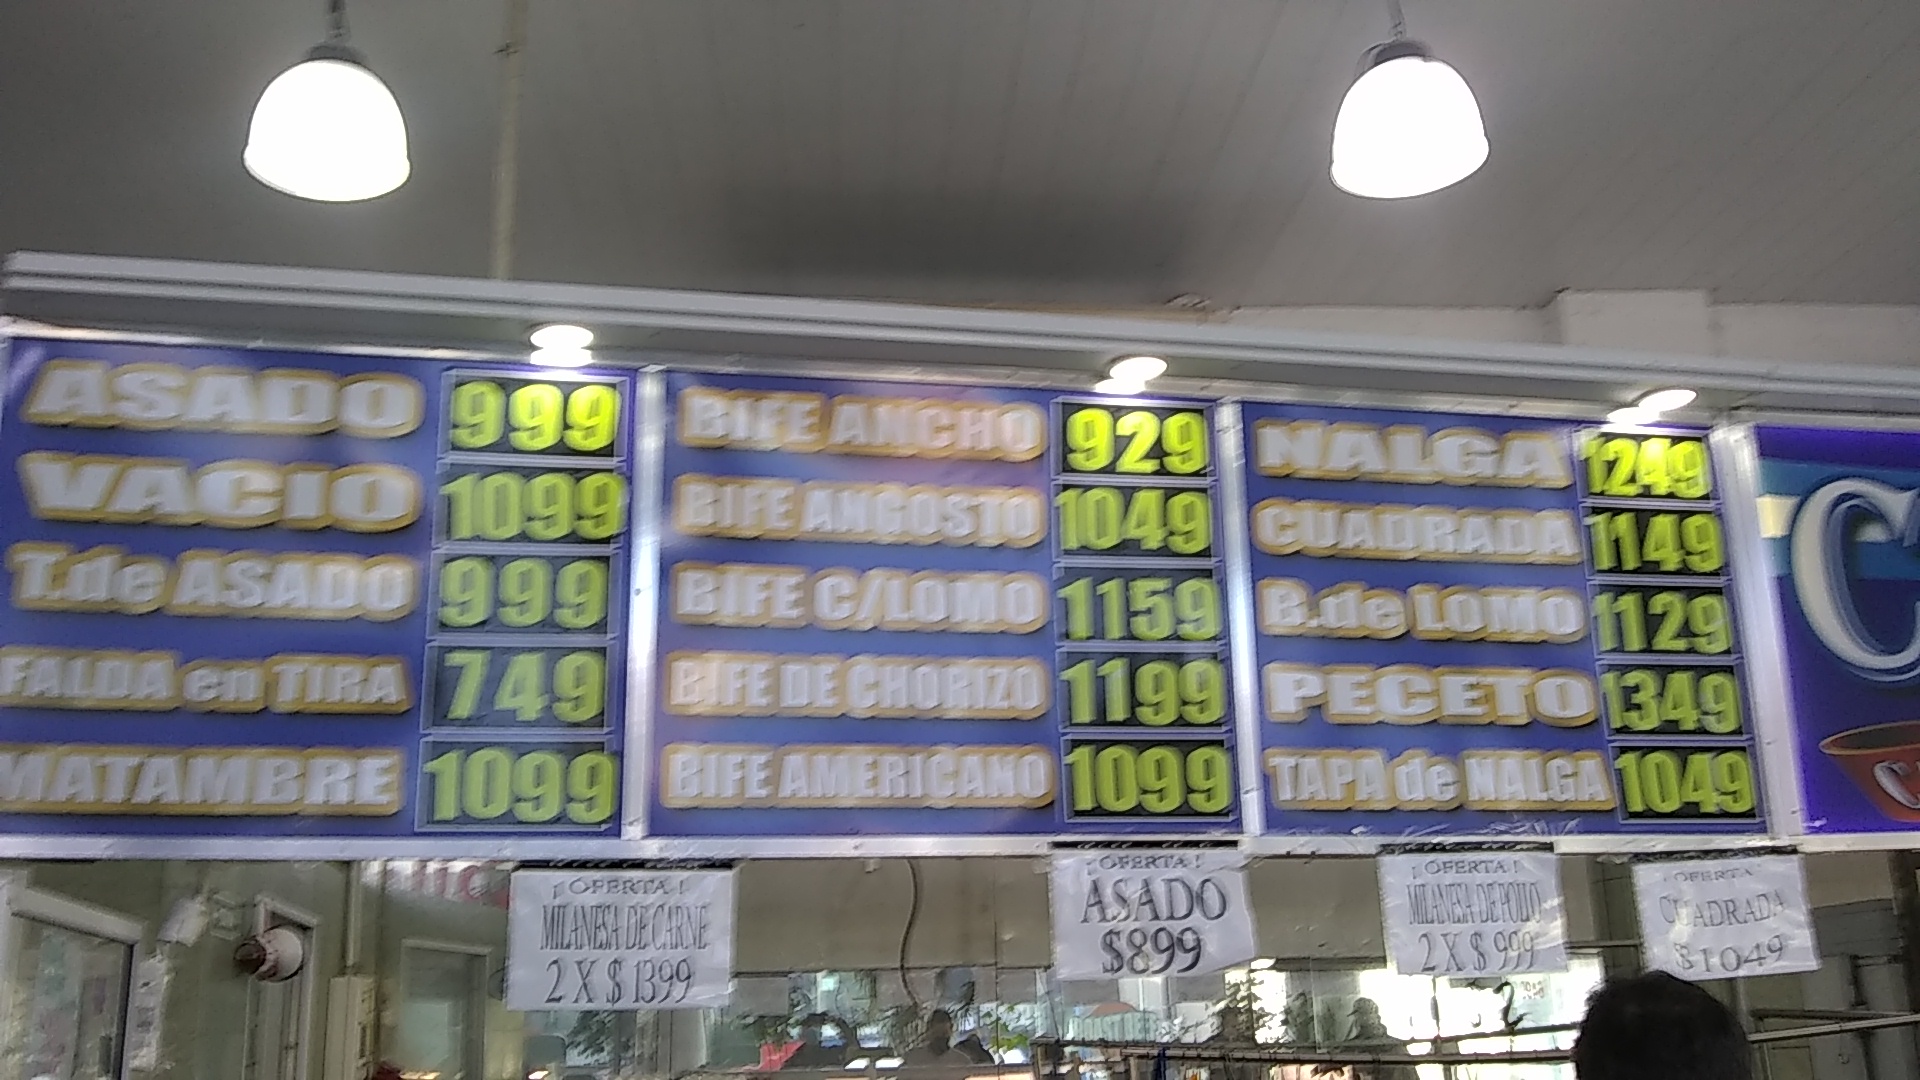 ASADO 999
VACIO 1099
T.de ASADO 999
FALDA en TIRA 749
MATAMBRE 1099
BIFE ANCHO 929
BIFE ANGOSTO 1049
BIFE C/LOMO 1159
BIFE DE CHORIZO 1199
BIFE AMERICANO 1099
NALGA 1249
CUADRADA 1149
B.de LOMO 1129
PECETO 1349
TAPA de NALGA 1049
¡OFERTA!
MILANESA DE CARNE
2 X $ 1399
¡OFERTA!
ASADO
$899
¡OFERTA!
MILANESA DE POLLO
2 X $ 999
¡OFERTA!
CUADRADA
$1049